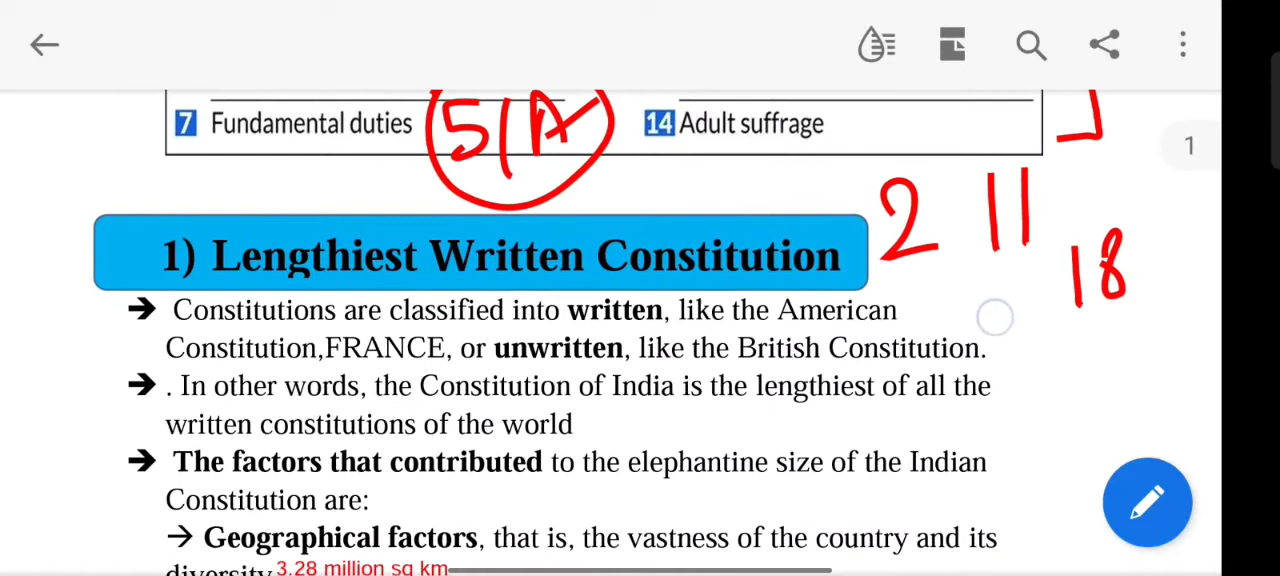 7 Fundamental duties 51A 14 Adult suffrage
1
2 11
18
1) Lengthiest Written Constitution
➔ Constitutions are classified into written, like the American
Constitution,FRANCE, or unwritten, like the British Constitution.
➔ . In other words, the Constitution of India is the lengthiest of all the
written constitutions of the world
➔ The factors that contributed to the elephantine size of the Indian
Constitution are:
→ Geographical factors, that is, the vastness of the country and its
diversity 3.28 million sq km